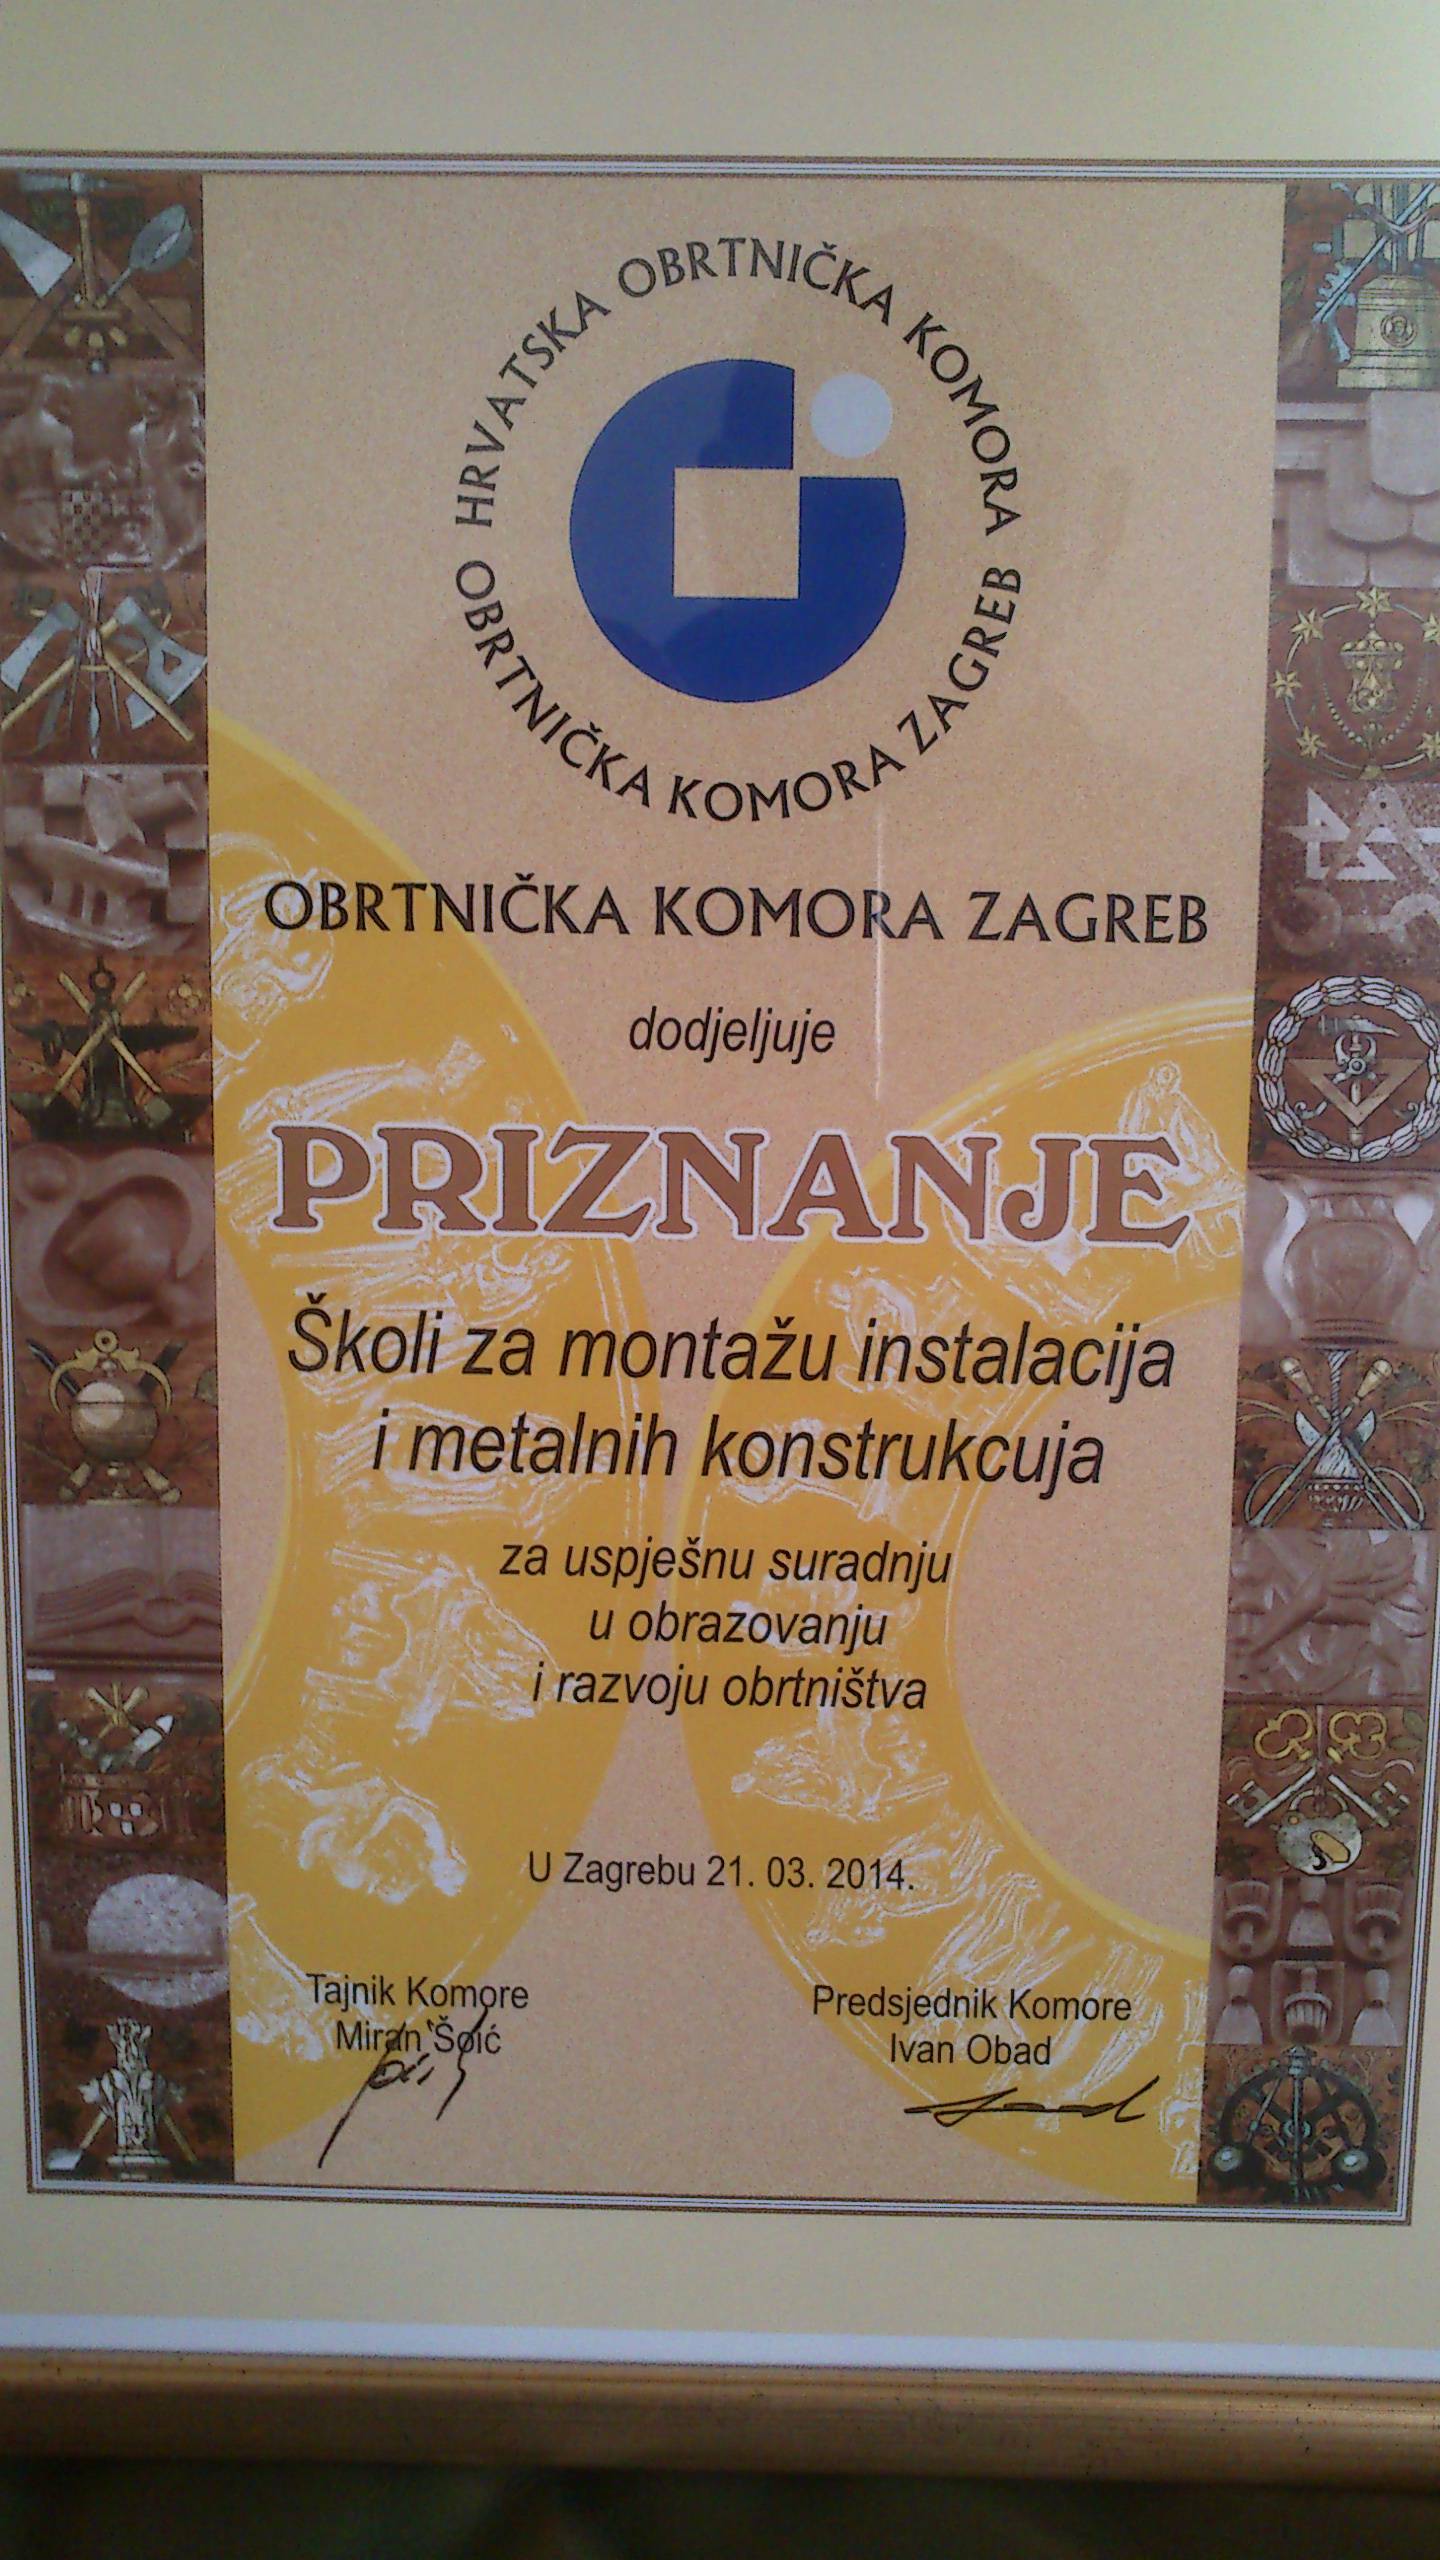 HRVATSKA OBRTNIČKA KOMORA
OBRTNIČKA KOMORA ZAGREB
OBRTNIČKA KOMORA ZAGREB
dodjeljuje
PRIZNANJE
Školi za montažu instalacija
i metalnih konstrukcuja
za uspješnu suradnju
u obrazovanju
i razvoju obrtništva
U Zagrebu 21. 03. 2014.
Tajnik Komore
Miran Šoić
Predsjednik Komore
Ivan Obad